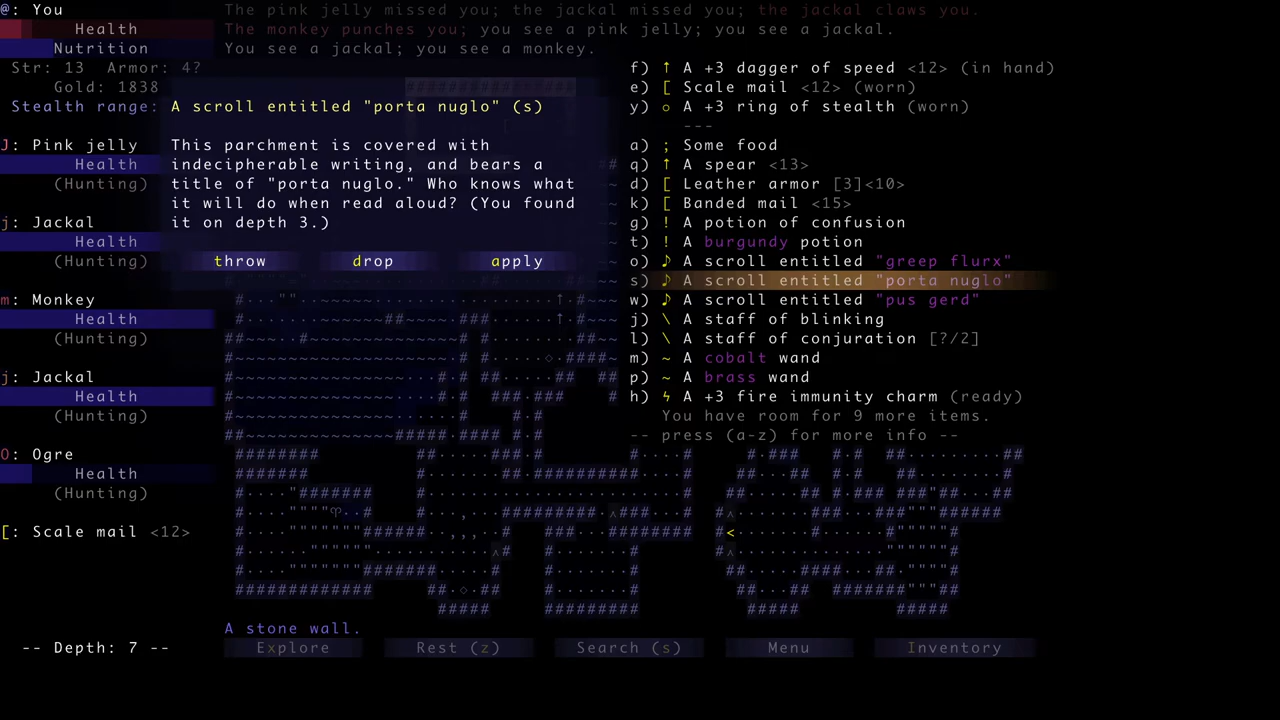 @: You
The pink jelly missed you; the jackal missed you; the jackal claws you.
Health
The monkey punches you; you see a pink jelly; you see a jackal.
Nutrition
You see a jackal; you see a monkey.
Str: 13 Armor: 4?
Gold: 1838
Stealth range:
J: Pink jelly
Health
(Hunting)
j: Jackal
Health
(Hunting)
m: Monkey
Health
(Hunting)
j: Jackal
Health
(Hunting)
O: Ogre
Health
(Hunting)
[: Scale mail <12>
-- Depth: 7 --
A scroll entitled "porta nuglo" (s)
This parchment is covered with
indecipherable writing, and bears a
title of "porta nuglo." Who knows what
it will do when read aloud? (You found
it on depth 3.)
throw drop apply
f) ↑ A +3 dagger of speed <12> (in hand)
e) [ Scale mail <12> (worn)
y) o A +3 ring of stealth (worn)
---
a) ; Some food
q) ↑ A spear <13>
d) [ Leather armor [3]<10>
k) [ Banded mail <15>
g) ! A potion of confusion
t) ! A burgundy potion
o) ♪ A scroll entitled "greep flurx"
s) ♪ A scroll entitled "porta nuglo"
w) ♪ A scroll entitled "pus gerd"
j) \ A staff of blinking
l) \ A staff of conjuration [?/2]
m) ~ A cobalt wand
p) ~ A brass wand
h) ϟ A +3 fire immunity charm (ready)
You have room for 9 more items.
-- press (a-z) for more info --
A stone wall.
Explore Rest (z) Search (s) Menu Inventory